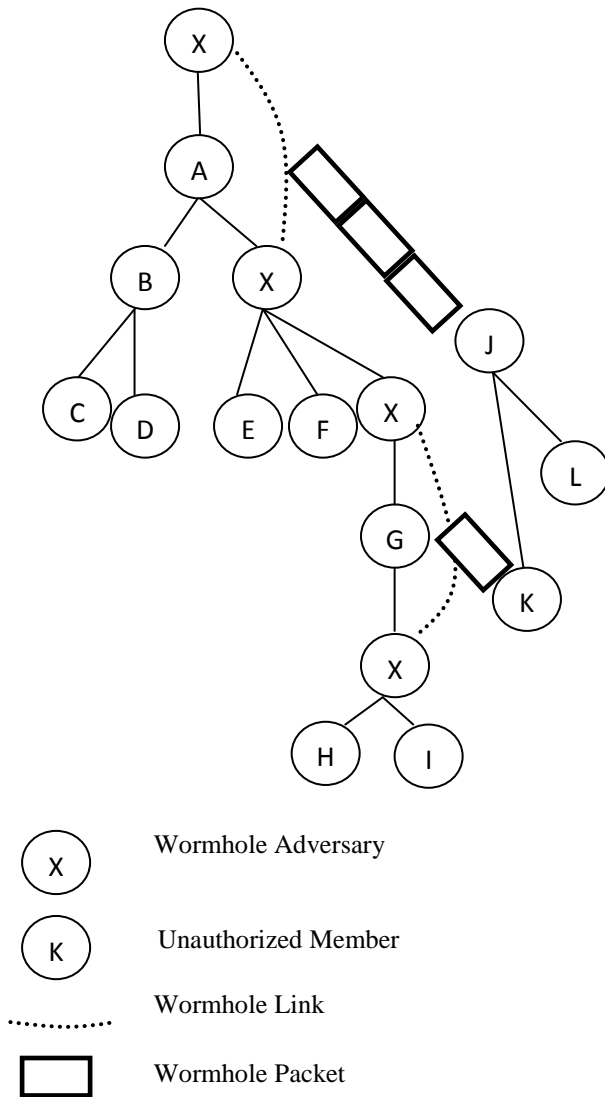 X
A
B X
J
C D E F X
L
G
K
X
H I
X Wormhole Adversary
K Unauthorized Member
Wormhole Link
Wormhole Packet